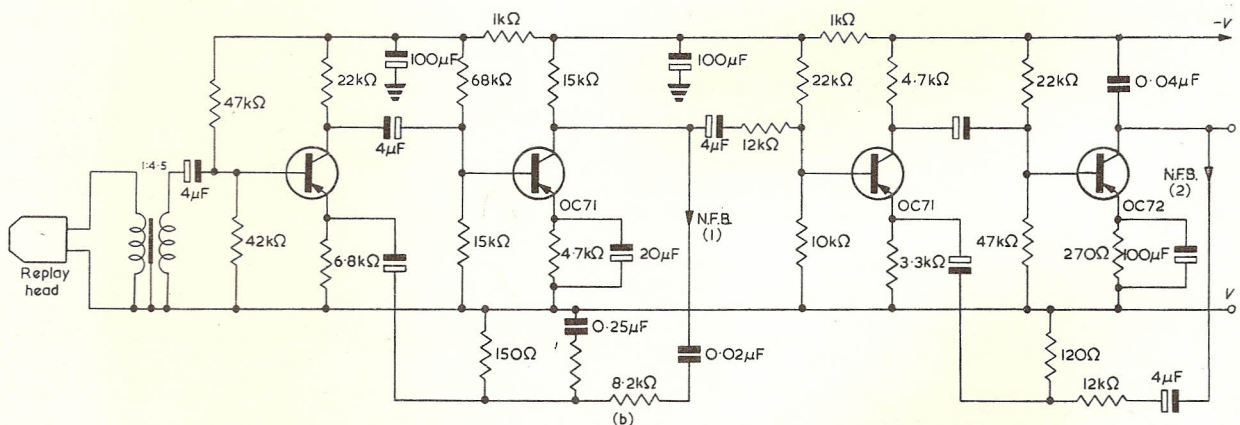 1kΩ
1kΩ
-V
100μF
100μF
22kΩ
68kΩ
15kΩ
22kΩ
4.7kΩ
22kΩ
0·04μF
47kΩ
4μF
4μF
12kΩ
1:4·5
4μF
OC71
OC71
OC72
N.F.B.
(1)
N.F.B.
(2)
42kΩ
6.8kΩ
15kΩ
4.7kΩ
20μF
10kΩ
3.3kΩ
47kΩ
270Ω
100μF
Replay
head
V
150Ω
0·25μF
0·02μF
120Ω
8.2kΩ
12kΩ
4μF
(b)